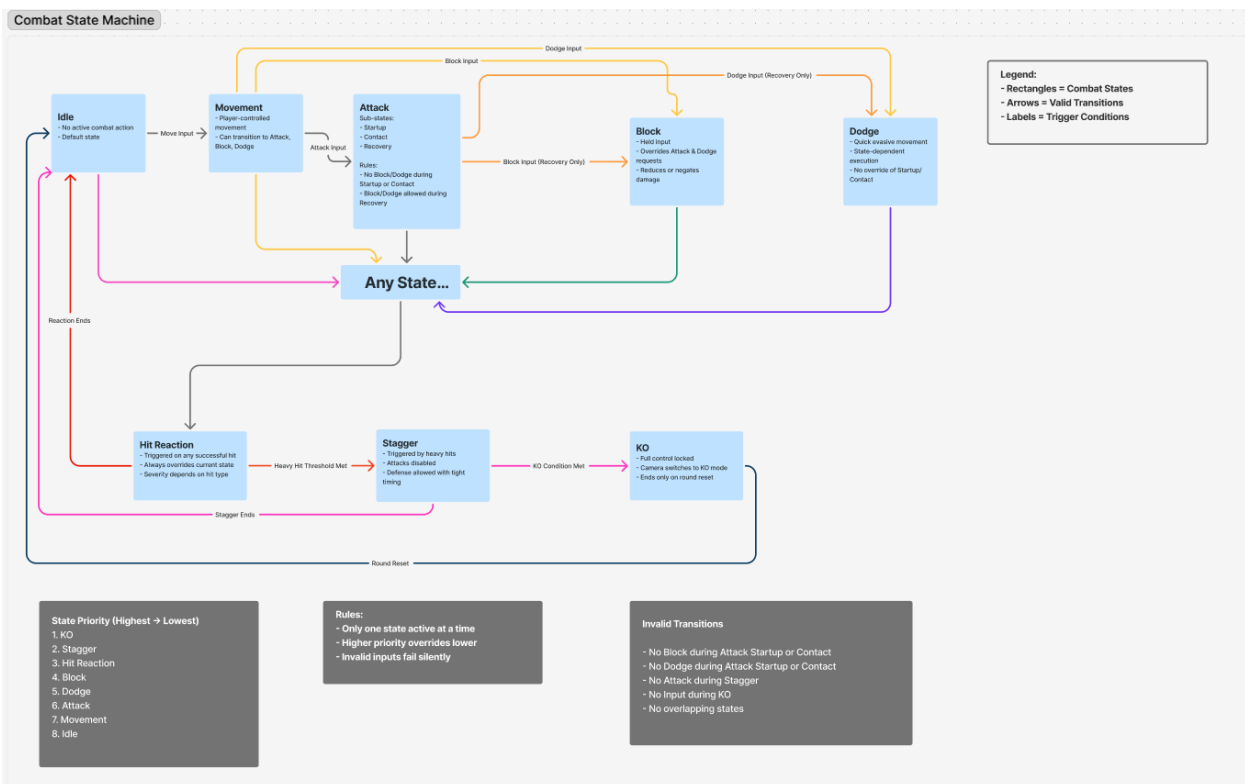 Combat State Machine
Dodge Input
Block Input
Dodge Input (Recovery Only)
Legend:
- Rectangles = Combat States
- Arrows = Valid Transitions
- Labels = Trigger Conditions
Idle
- No active combat action
- Default state
Move Input
Movement
- Player-controlled
movement
- Can transition to Attack,
Block, Dodge
Attack Input
Attack
Sub-states:
- Startup
- Contact
- Recovery
Rules:
- No Block/Dodge during
Startup or Contact
- Block/Dodge allowed during
Recovery
Block Input (Recovery Only)
Block
- Held input
- Overrides Attack & Dodge
requests
- Reduces or negates
damage
Dodge
- Quick evasive movement
- State-dependent
execution
- No override of Startup/
Contact
Any State...
Reaction Ends
Hit Reaction
- Triggered on any successful hit
- Always overrides current state
- Severity depends on hit type
Heavy Hit Threshold Met
Stagger
- Triggered by heavy hits
- Attacks disabled
- Defense allowed with tight
timing
KO Condition Met
KO
- Full control locked
- Camera switches to KO mode
- Ends only on round reset
Stagger Ends
Round Reset
State Priority (Highest → Lowest)
1. KO
2. Stagger
3. Hit Reaction
4. Block
5. Dodge
6. Attack
7. Movement
8. Idle
Rules:
- Only one state active at a time
- Higher priority overrides lower
- Invalid inputs fail silently
Invalid Transitions
- No Block during Attack Startup or Contact
- No Dodge during Attack Startup or Contact
- No Attack during Stagger
- No Input during KO
- No overlapping states